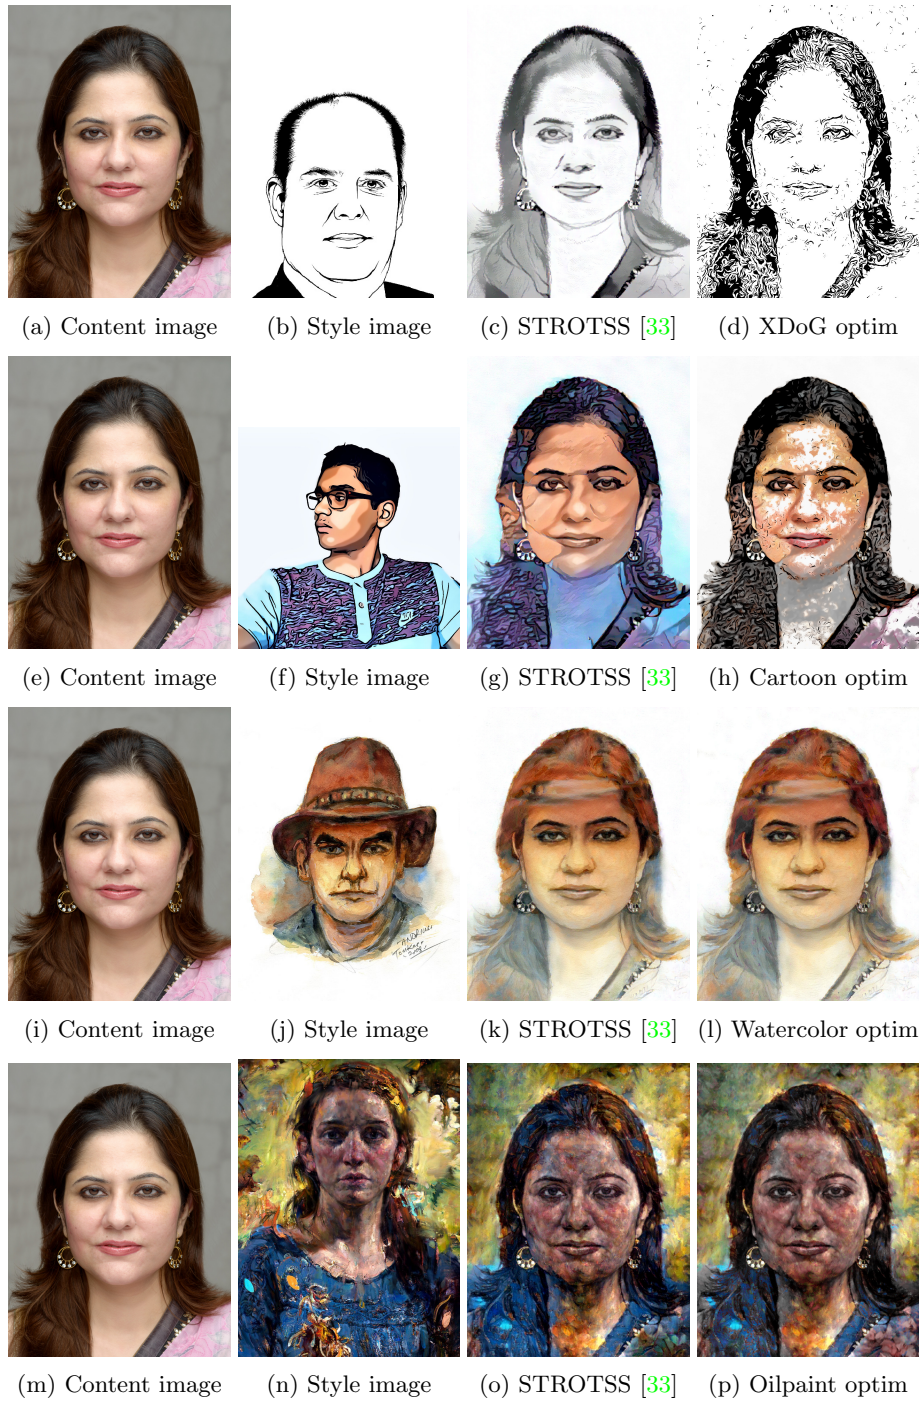 (a) Content image (b) Style image (c) STROTSS [33] (d) XDoG optim
(e) Content image (f) Style image (g) STROTSS [33] (h) Cartoon optim
(i) Content image (j) Style image (k) STROTSS [33] (l) Watercolor optim
(m) Content image (n) Style image (o) STROTSS [33] (p) Oilpaint optim